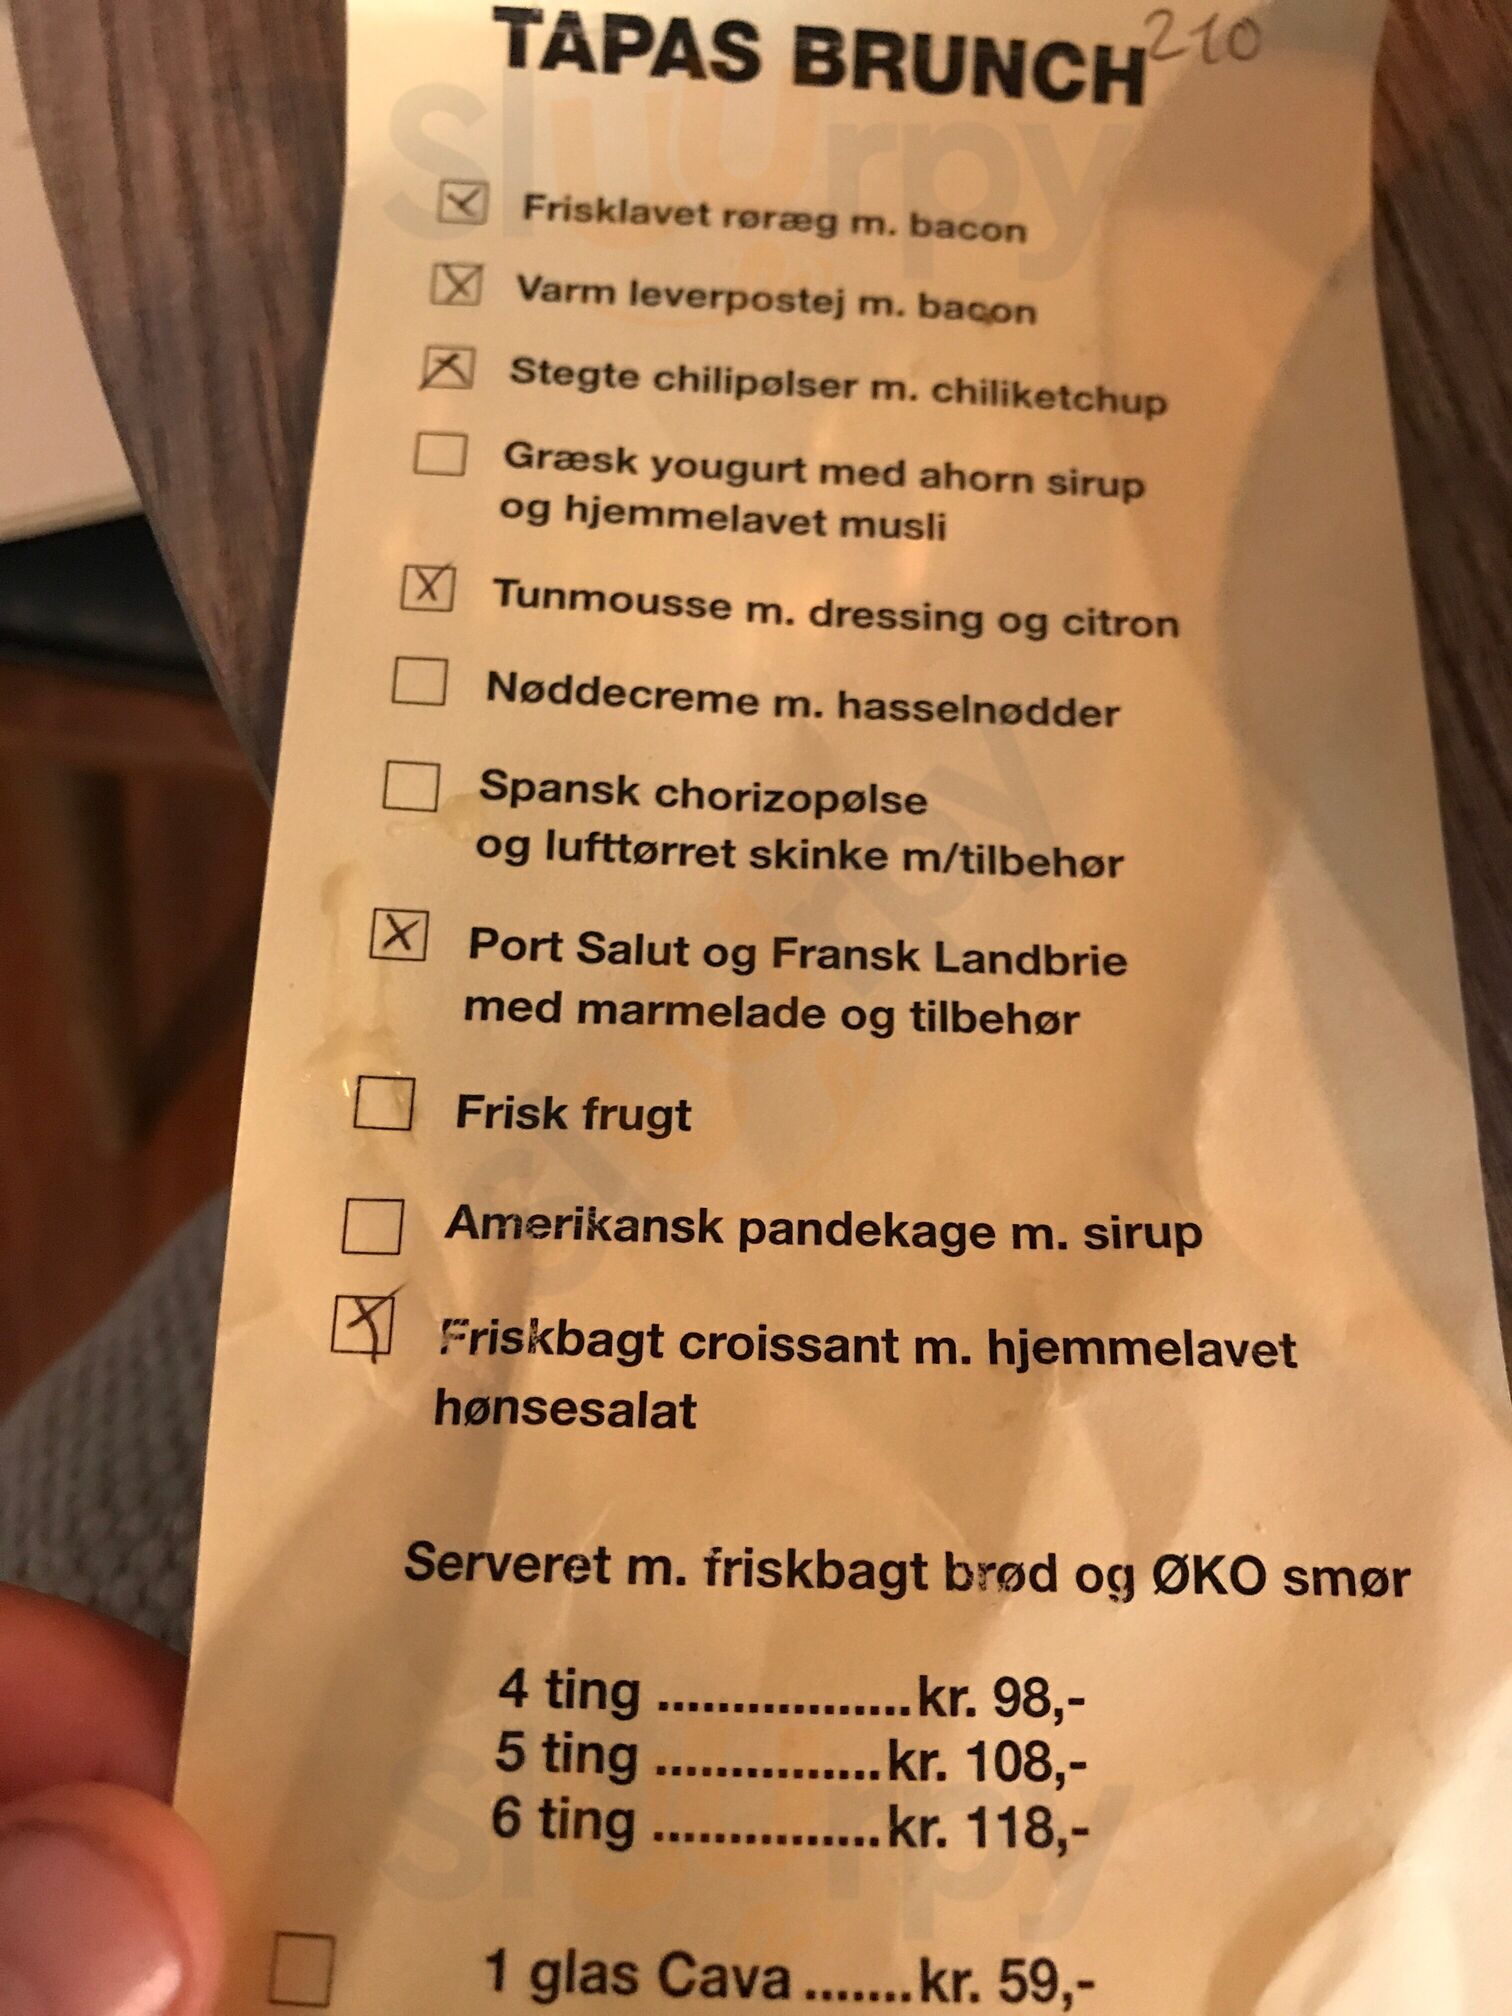 TAPAS BRUNCH 210
Frisklavet røræg m. bacon
Varm leverpostej m. bacon
Stegte chilipølser m. chiliketchup
Græsk yougurt med ahorn sirup
og hjemmelavet musli
Tunmousse m. dressing og citron
Nøddecreme m. hasselnødder
Spansk chorizopølse
og lufttørret skinke m/tilbehør
Port Salut og Fransk Landbrie
med marmelade og tilbehør
Frisk frugt
Amerikansk pandekage m. sirup
Friskbagt croissant m. hjemmelavet
hønsesalat
Serveret m. friskbagt brød og ØKO smør
4 ting .................kr. 98,-
5 ting ...............kr. 108,-
6 ting ...............kr. 118,-
1 glas Cava .......kr. 59,-
sluurpy
sluurpy
sluurpy